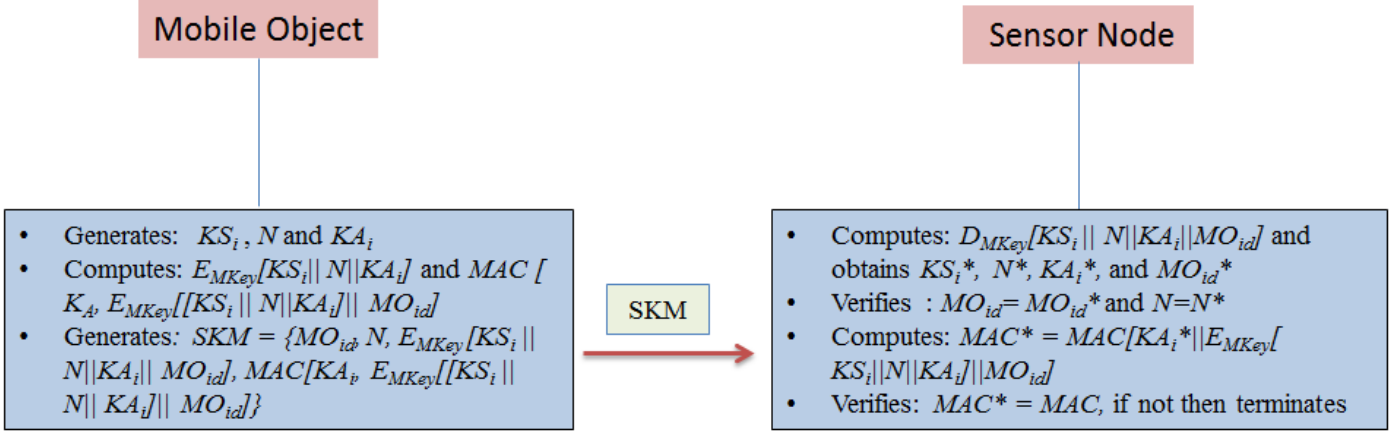 Mobile Object
Sensor Node
• Generates: KSi , N and KAi
• Computes: EMKey[KSi|| N||KAi] and MAC [
KA, EMKey[[KSi || N||KAi]|| MOid]
• Generates: SKM = {MOid, N, EMKey[KSi ||
N||KAi|| MOid], MAC[KAi, EMKey[[KSi ||
N|| KAi]|| MOid]}
SKM
• Computes: DMKey[KSi || N||KAi||MOid] and
obtains KSi*, N*, KAi*, and MOid*
• Verifies : MOid= MOid* and N=N*
• Computes: MAC* = MAC[KAi*||EMKey[
KSi||N||KAi]||MOid]
• Verifies: MAC* = MAC, if not then terminates